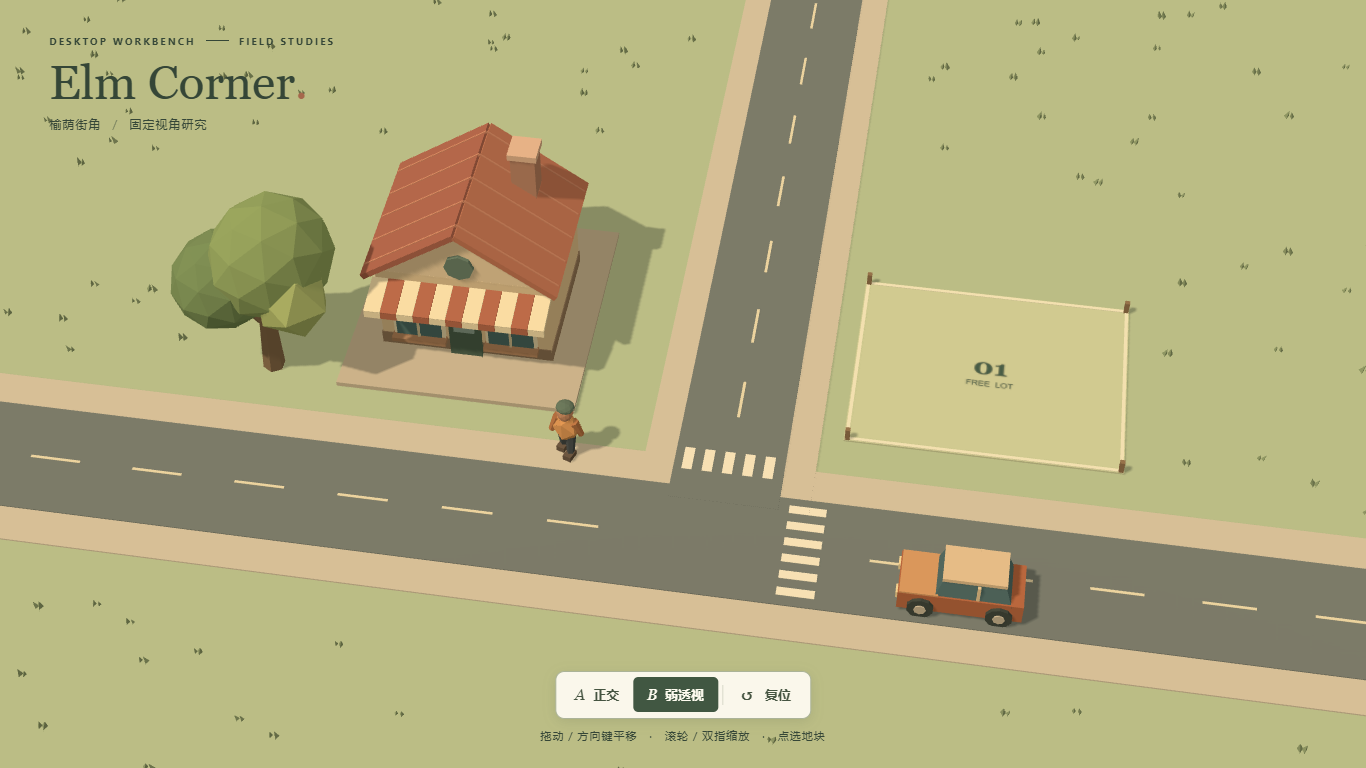 DESKTOP WORKBENCH — FIELD STUDIES
Elm Corner.
榆荫街角 / 固定视角研究
01
FREE LOT
A 正交 B 弱透视 ↺ 复位
拖动 / 方向键平移 · 滚轮 / 双指缩放 · 点选地块